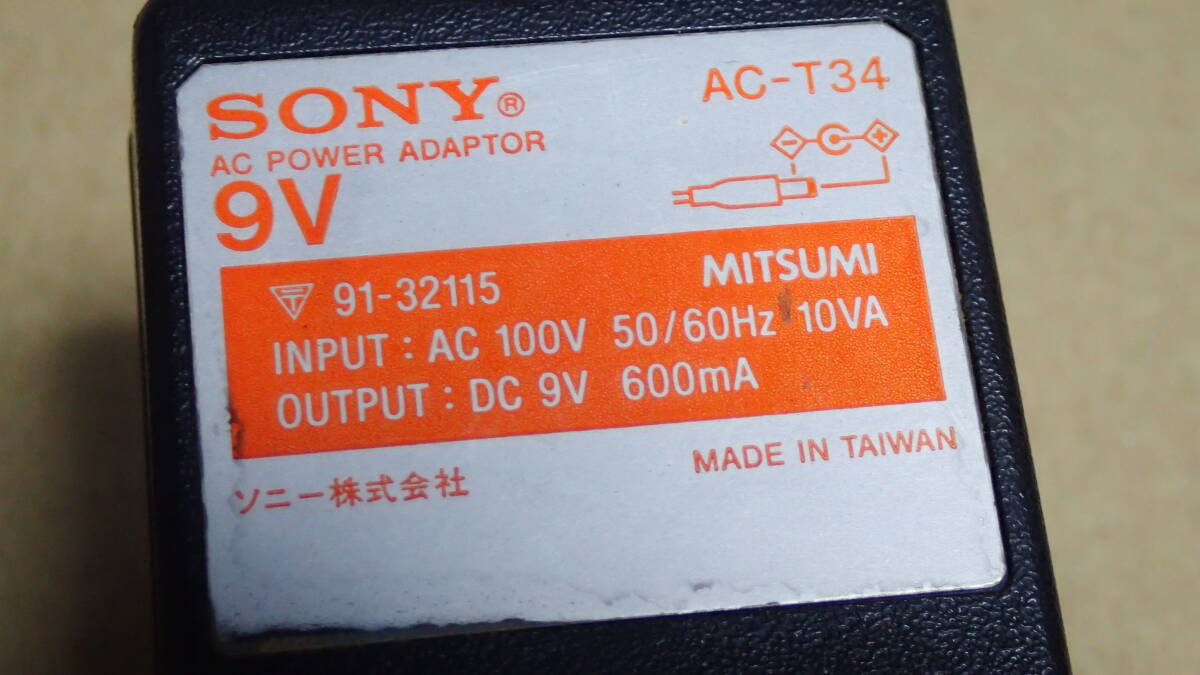 SONY® AC-T34
AC POWER ADAPTOR
9V
91-32115 MITSUMI
INPUT : AC 100V 50/60Hz 10VA
OUTPUT : DC 9V 600mA
MADE IN TAIWAN
ソニー株式会社